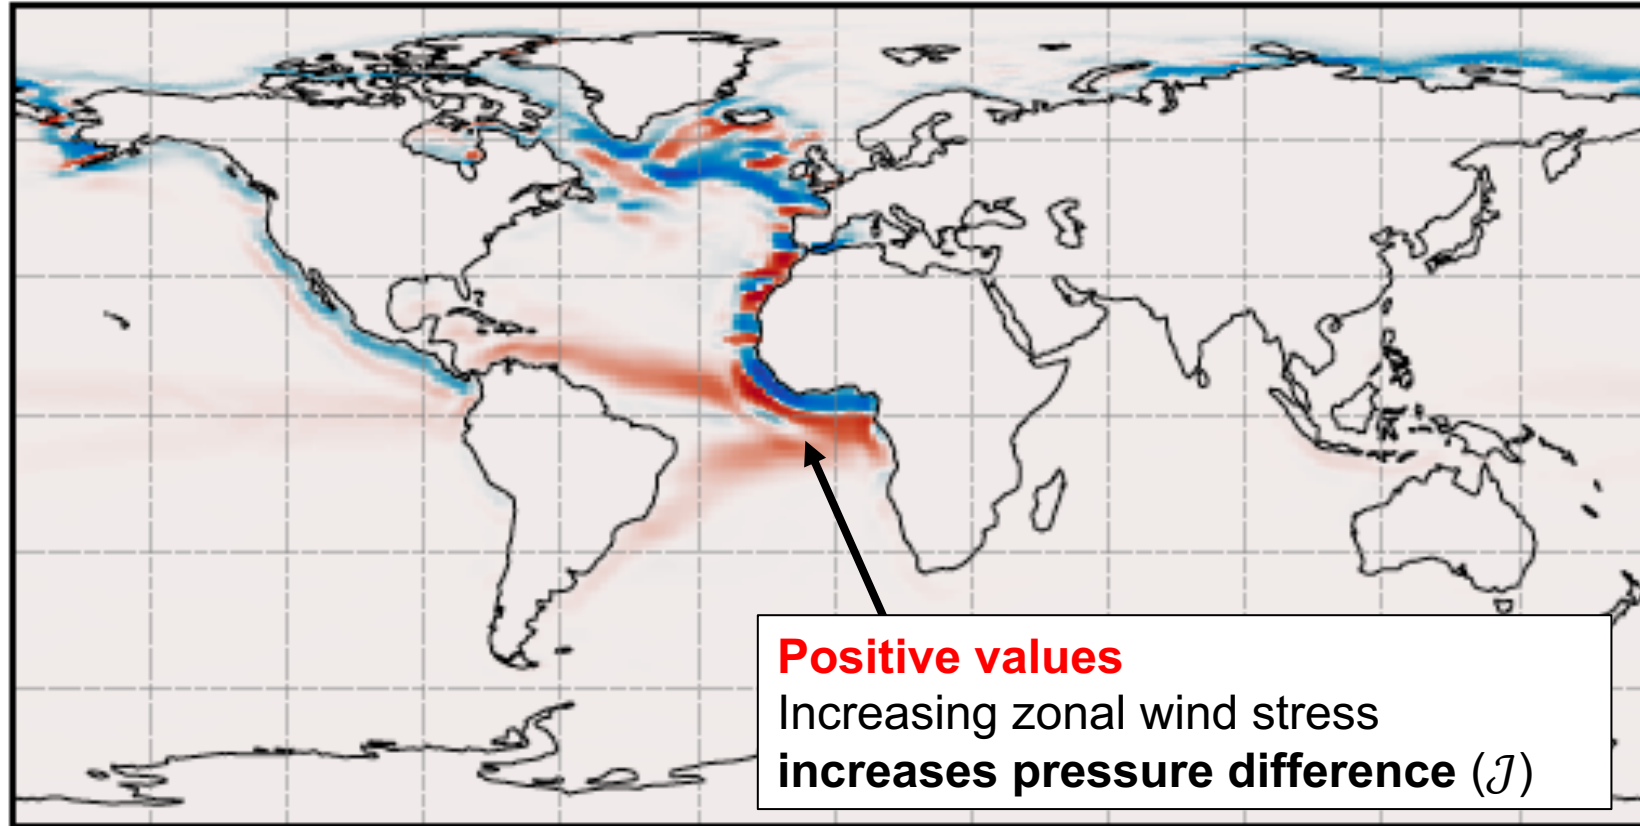 Positive values
Increasing zonal wind stress
increases pressure difference (𝒥)